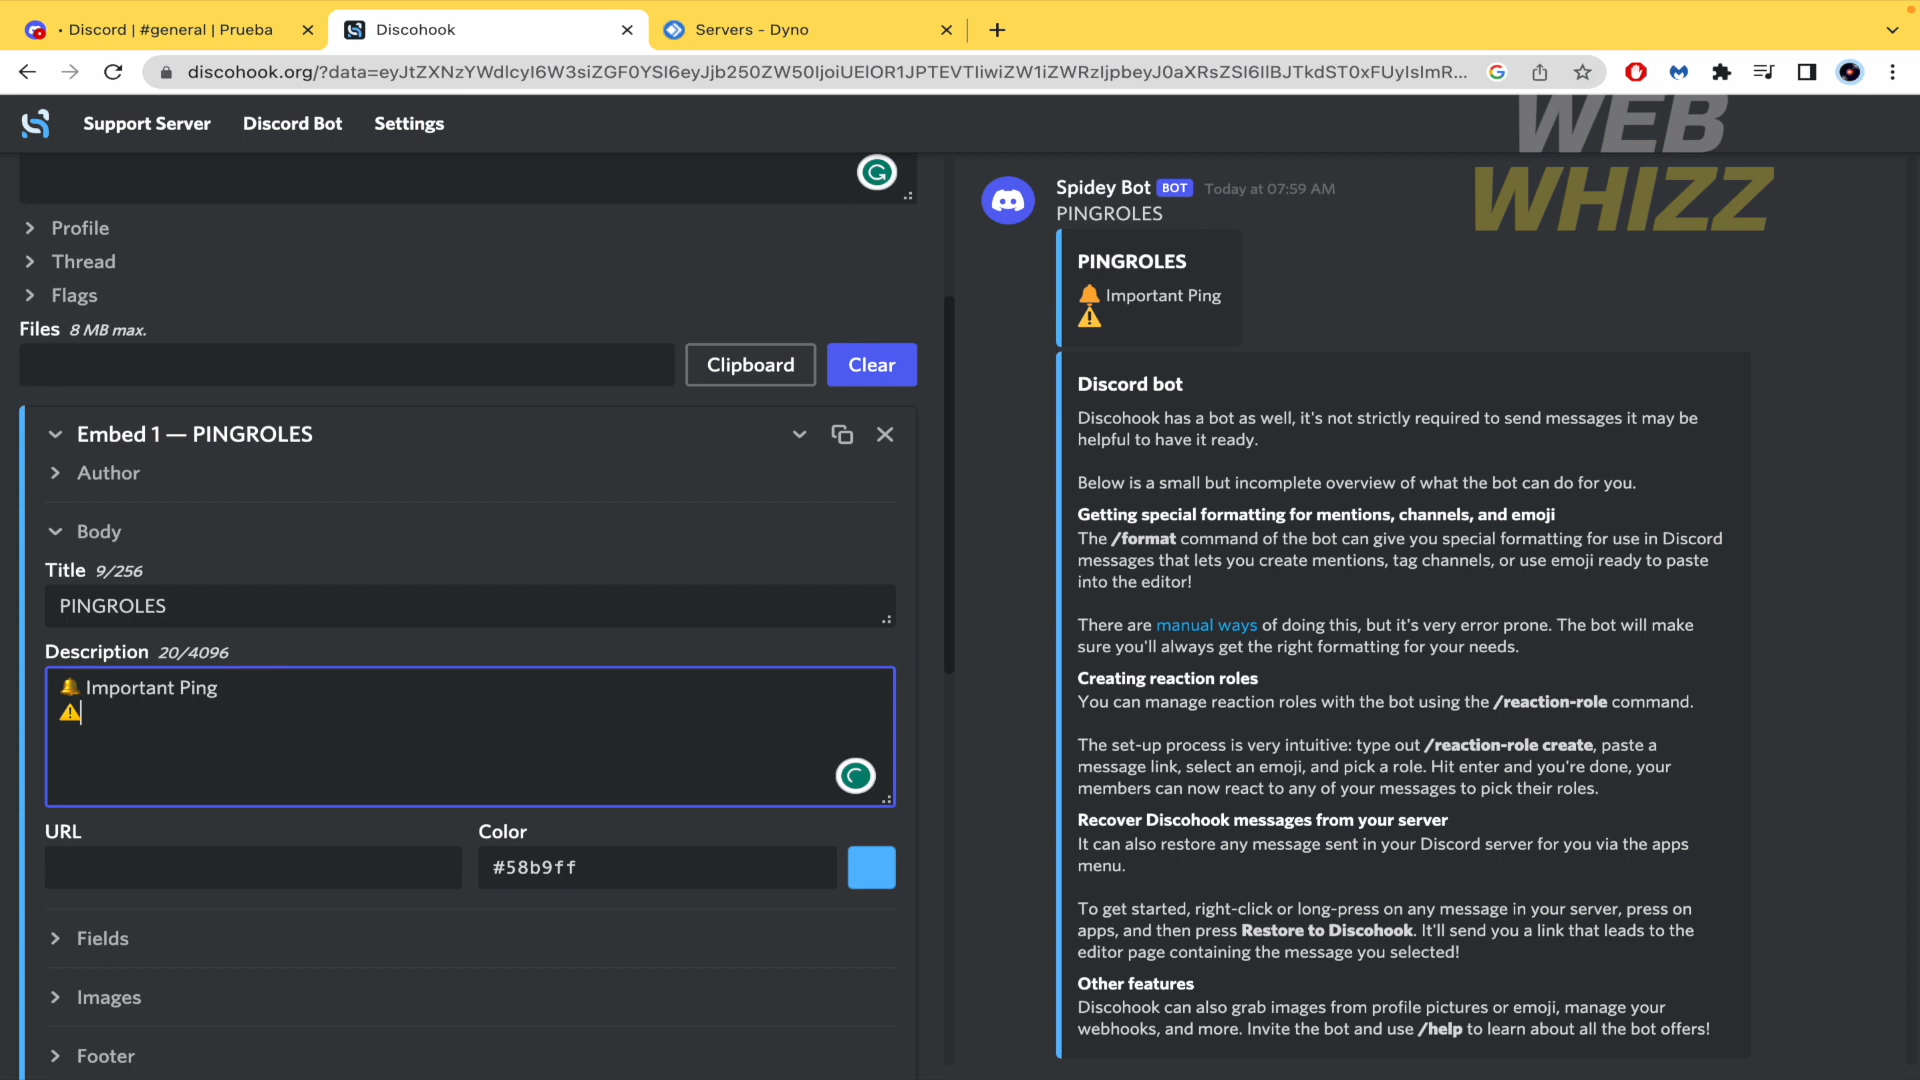 • Discord | #general | Prueba
Discohook
Servers - Dyno
discohook.org/?data=eyJtZXNzYWdlcyI6W3siZGF0YSI6eyJjb250ZW50IjoiUElOR1JPTEVTIiwiZW1iZWRzIjpbeyJ0aXRsZSI6IlBJTkdST0xFUyIsImR...
Support Server
Discord Bot
Settings
WEB
WHIZZ
Profile
Thread
Flags
Files 8 MB max.
Clipboard
Clear
Embed 1 — PINGROLES
Author
Body
Title 9/256
PINGROLES
Description 20/4096
🔔 Important Ping
⚠️
URL
Color
#58b9ff
Fields
Images
Footer
Spidey Bot BOT Today at 07:59 AM
PINGROLES
PINGROLES
🔔 Important Ping
⚠️
Discord bot
Discohook has a bot as well, it's not strictly required to send messages it may be
helpful to have it ready.
Below is a small but incomplete overview of what the bot can do for you.
Getting special formatting for mentions, channels, and emoji
The /format command of the bot can give you special formatting for use in Discord
messages that lets you create mentions, tag channels, or use emoji ready to paste
into the editor!
There are manual ways of doing this, but it's very error prone. The bot will make
sure you'll always get the right formatting for your needs.
Creating reaction roles
You can manage reaction roles with the bot using the /reaction-role command.
The set-up process is very intuitive: type out /reaction-role create, paste a
message link, select an emoji, and pick a role. Hit enter and you're done, your
members can now react to any of your messages to pick their roles.
Recover Discohook messages from your server
It can also restore any message sent in your Discord server for you via the apps
menu.
To get started, right-click or long-press on any message in your server, press on
apps, and then press Restore to Discohook. It'll send you a link that leads to the
editor page containing the message you selected!
Other features
Discohook can also grab images from profile pictures or emoji, manage your
webhooks, and more. Invite the bot and use /help to learn about all the bot offers!